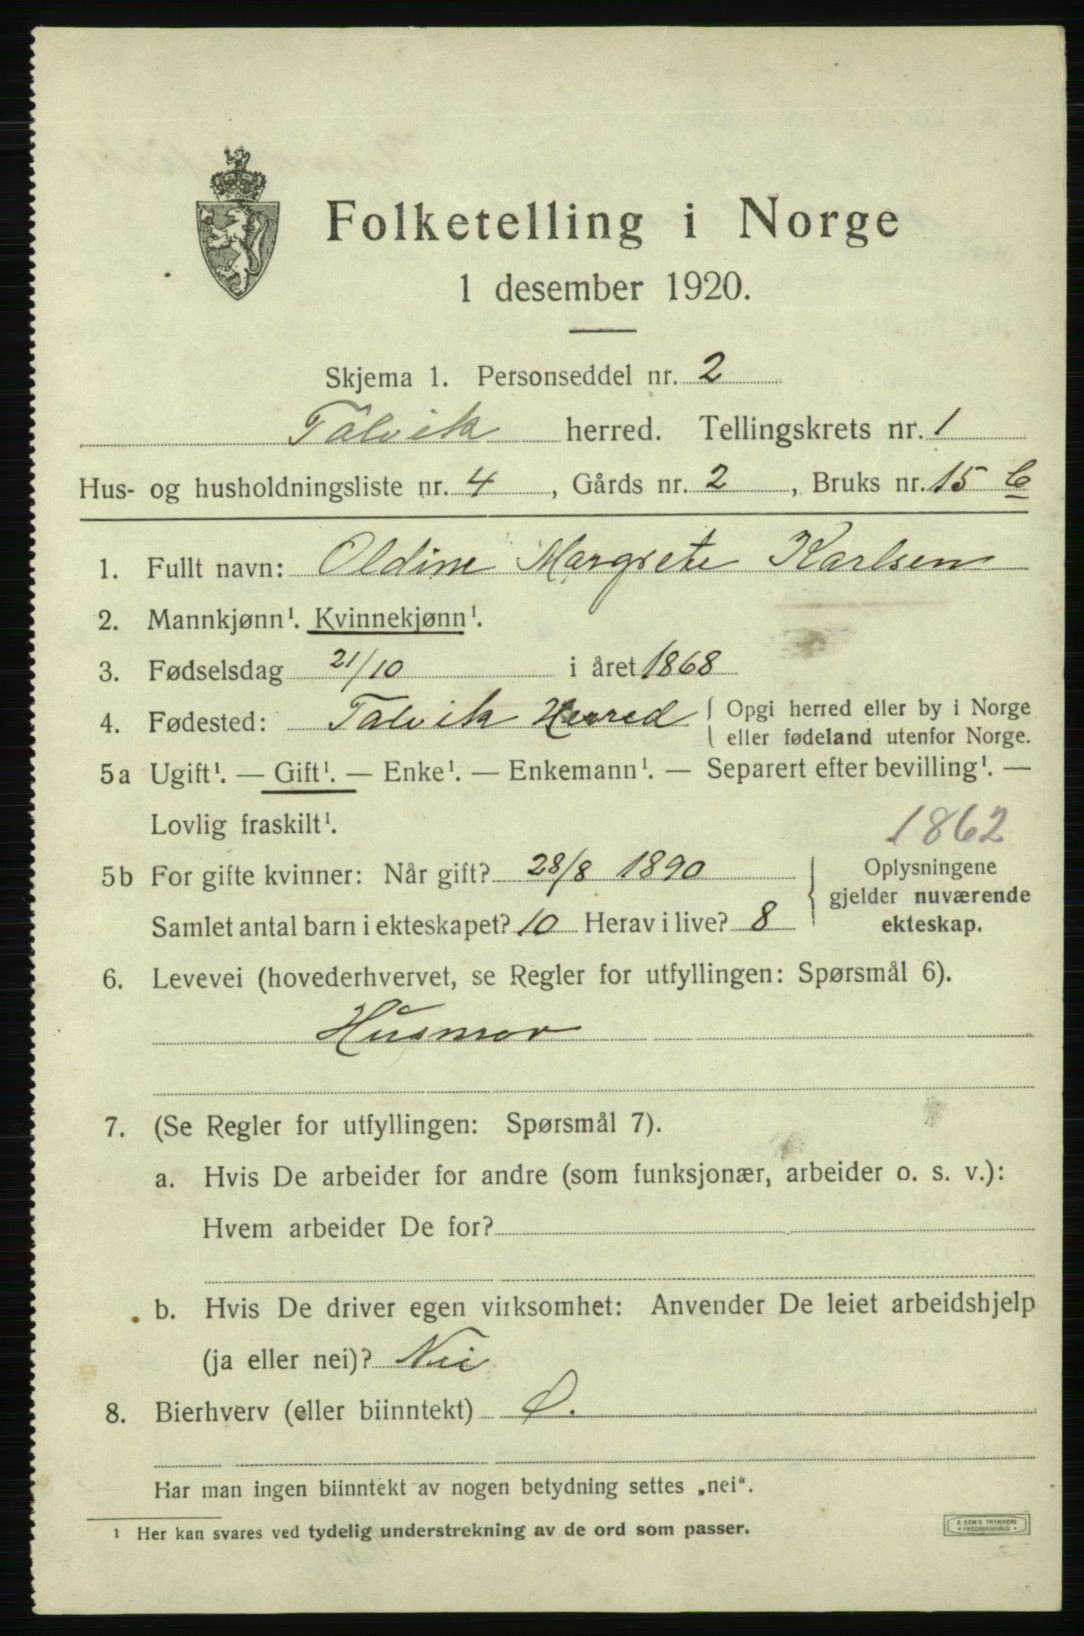 Folketelling i Norge
1 desember 1920.
Skjema 1. Personseddel nr. 2
Talvik herred. Tellingskrets nr. 1
Hus- og husholdningsliste nr. 4, Gårds nr. 2, Bruks nr. 15 b
1. Fullt navn: Oldine Margrete Karlsen
2. Mannkjønn¹. Kvinnekjønn¹.
3. Fødselsdag 21/10 i året 1868
4. Fødested: Talvik Herred { Opgi herred eller by i Norge
eller fødeland utenfor Norge.
5a Ugift¹. — Gift¹. — Enke¹. — Enkemann¹. — Separert efter bevilling¹. —
Lovlig fraskilt¹.
1862
5b For gifte kvinner: Når gift? 28/8 1890
Samlet antal barn i ekteskapet? 10 Herav i live? 8
{ Oplysningene
gjelder nuværende
ekteskap.
6. Levevei (hovederhvervet, se Regler for utfyllingen: Spørsmål 6).
Husmor
7. (Se Regler for utfyllingen: Spørsmål 7).
a. Hvis De arbeider for andre (som funksjonær, arbeider o. s. v.):
Hvem arbeider De for?
b. Hvis De driver egen virksomhet: Anvender De leiet arbeidshjelp
(ja eller nei)? Nei
8. Bierhverv (eller biinntekt) Ø.
Har man ingen biinntekt av nogen betydning settes „nei“.
¹ Her kan svares ved tydelig understrekning av de ord som passer.
E. SEM'S TRYKKERI
• FREDRIKSHALD •